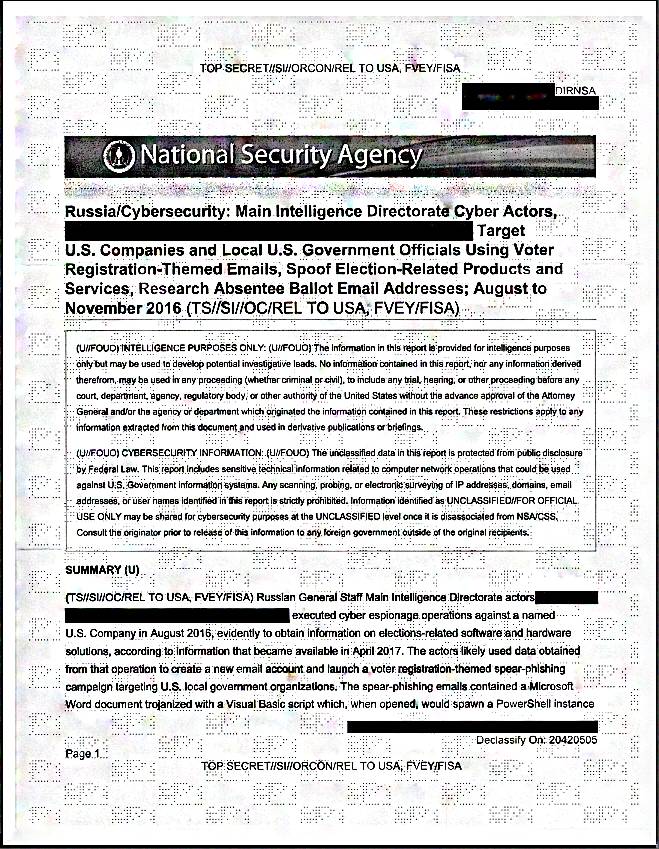 TOP SECRET//SI//ORCON/REL TO USA, FVEY/FISA
DIRNSA
National Security Agency
Russia/Cybersecurity: Main Intelligence Directorate Cyber Actors,
Target
U.S. Companies and Local U.S. Government Officials Using Voter
Registration-Themed Emails, Spoof Election-Related Products and
Services, Research Absentee Ballot Email Addresses; August to
November 2016 (TS//SI//OC/REL TO USA, FVEY/FISA)
(U//FOUO) INTELLIGENCE PURPOSES ONLY: (U//FOUO) The information in this report is provided for intelligence purposes
only but may be used to develop potential investigative leads. No information contained in this report, nor any information derived
therefrom, may be used in any proceeding (whether criminal or civil), to include any trial, hearing, or other proceeding before any
court, department, agency, regulatory body, or other authority of the United States without the advance approval of the Attorney
General and/or the agency or department which originated the information contained in this report. These restrictions apply to any
information extracted from this document and used in derivative publications or briefings.
(U//FOUO) CYBERSECURITY INFORMATION: (U//FOUO) The unclassified data in this report is protected from public disclosure
by Federal Law. This report includes sensitive technical information related to computer network operations that could be used
against U.S. Government information systems. Any scanning, probing, or electronic surveying of IP addresses, domains, email
addresses, or user names identified in this report is strictly prohibited. Information identified as UNCLASSIFIED//FOR OFFICIAL
USE ONLY may be shared for cybersecurity purposes at the UNCLASSIFIED level once it is disassociated from NSA/CSS.
Consult the originator prior to release of this information to any foreign government outside of the original recipients.
SUMMARY (U)
(TS//SI//OC/REL TO USA, FVEY/FISA) Russian General Staff Main Intelligence Directorate actors
executed cyber espionage operations against a named
U.S. Company in August 2016, evidently to obtain information on elections-related software and hardware
solutions, according to information that became available in April 2017. The actors likely used data obtained
from that operation to create a new email account and launch a voter registration-themed spear-phishing
campaign targeting U.S. local government organizations. The spear-phishing emails contained a Microsoft
Word document trojanized with a Visual Basic script which, when opened, would spawn a PowerShell instance
Declassify On: 20420505
Page 1
TOP SECRET//SI//ORCON/REL TO USA, FVEY/FISA